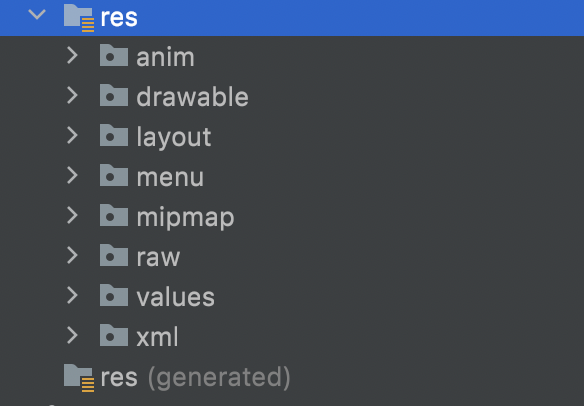 res
anim
drawable
layout
menu
mipmap
raw
values
xml
res (generated)